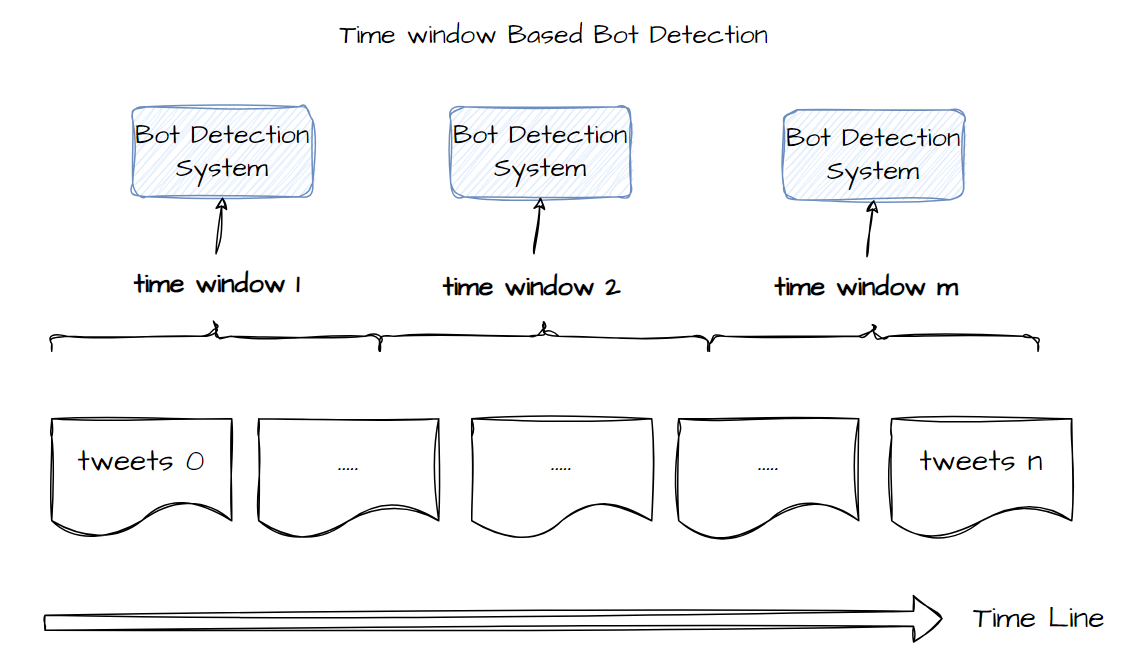 Time window Based Bot Detection
Bot Detection
System
Bot Detection
System
Bot Detection
System
time window 1
time window 2
time window m
tweets 0
.....
.....
.....
tweets n
Time Line